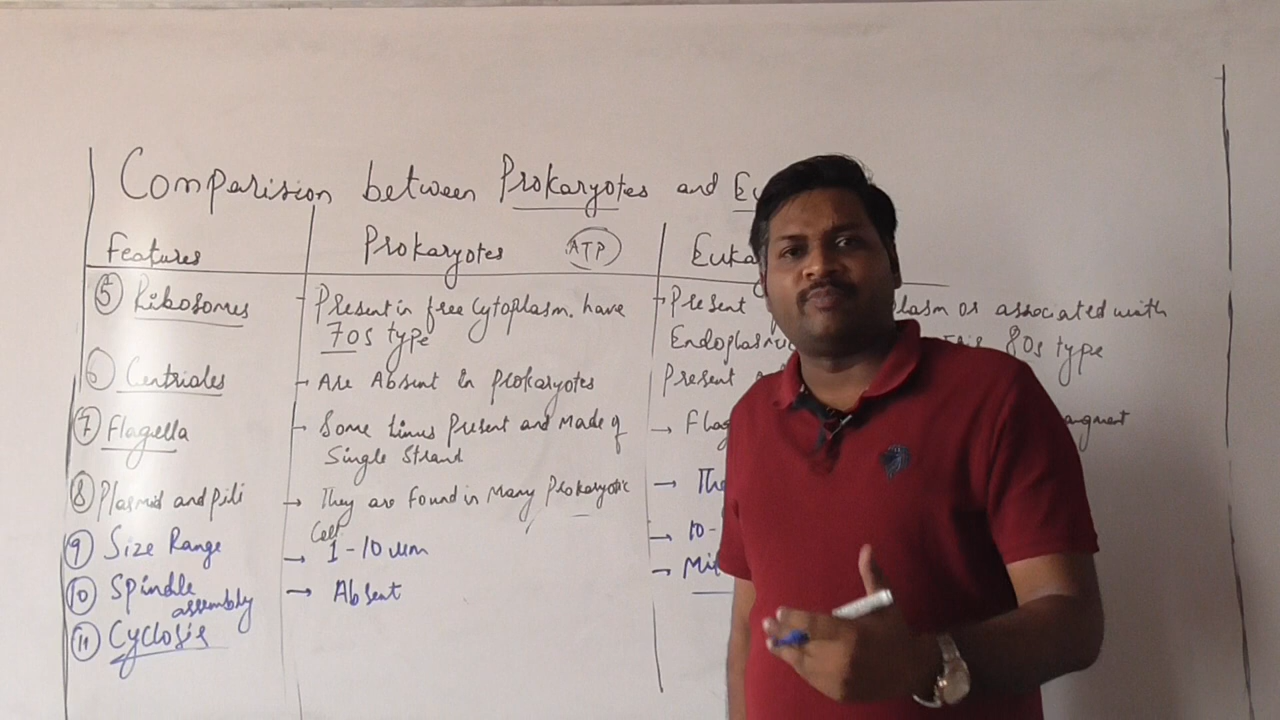 Comparision between Prokaryotes and Eu
Features Prokaryotes ATP Euka
5 Ribosomes Present in free cytoplasm. have Present plasm or associated with
70s type Endoplasmic 80s type
6 Centrioles Are Absent in Prokaryotes Present
7 Flagella Some times Present and Made of Flag
Single Strand
8 Plasmid and pili They are found in Many Prokaryotic The
Cell
9 Size Range 1-10 um 10-
10 Spindle Absent Mit
assembly
11 Cyclosis